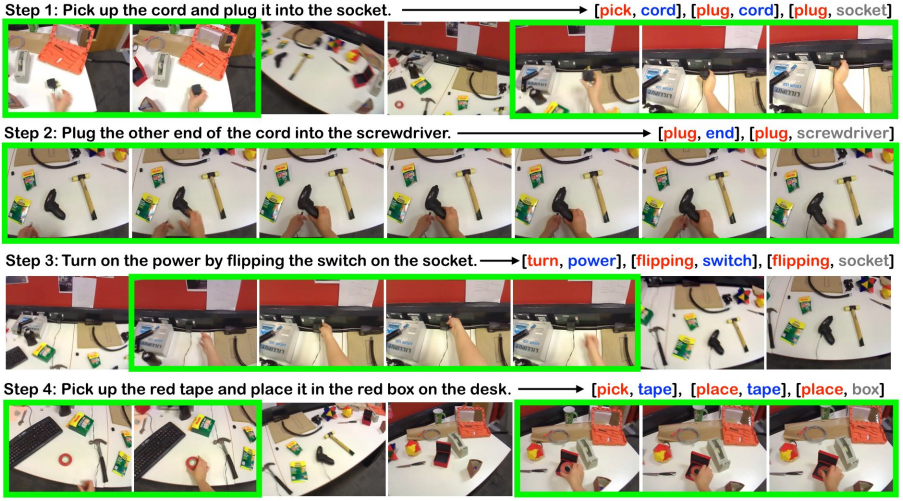 Step 1: Pick up the cord and plug it into the socket. [pick, cord], [plug, cord], [plug, socket]
Step 2: Plug the other end of the cord into the screwdriver. [plug, end], [plug, screwdriver]
Step 3: Turn on the power by flipping the switch on the socket. [turn, power], [flipping, switch], [flipping, socket]
Step 4: Pick up the red tape and place it in the red box on the desk. [pick, tape], [place, tape], [place, box]